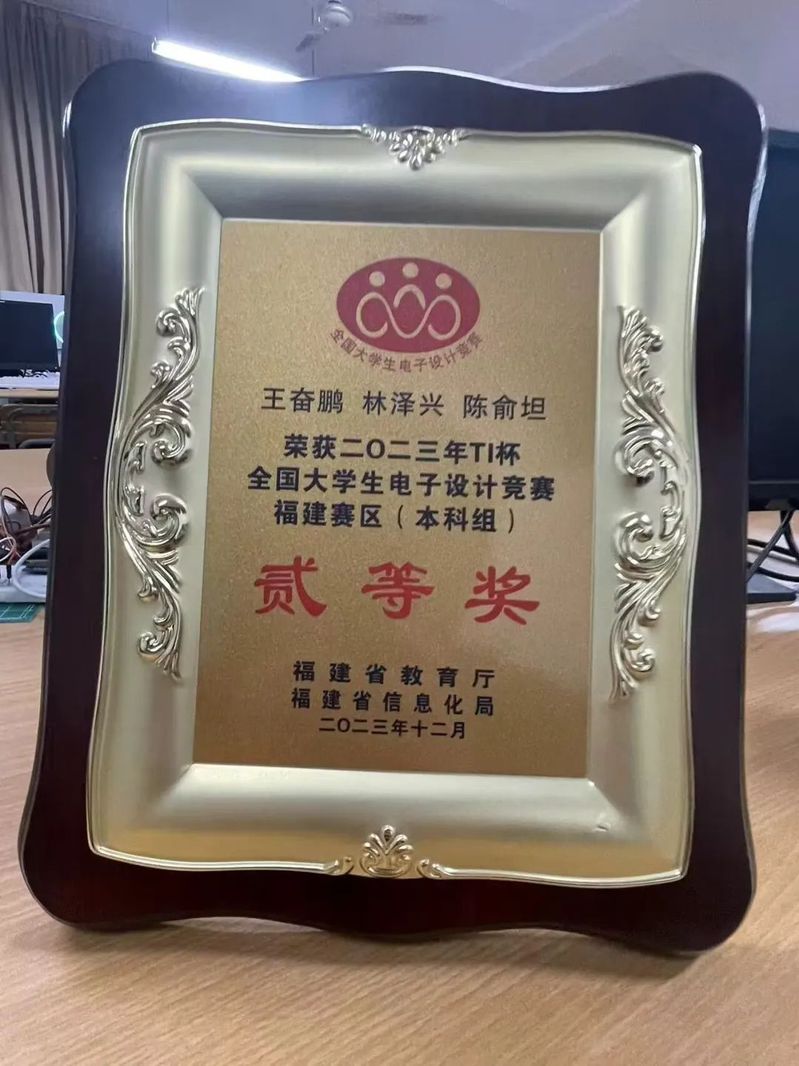 全国大学生电子设计竞赛
王奋鹏 林泽兴 陈俞坦
荣获二〇二三年TI杯
全国大学生电子设计竞赛
福建赛区(本科组)
贰等奖
福建省教育厅
福建省信息化局
二〇二三年十二月